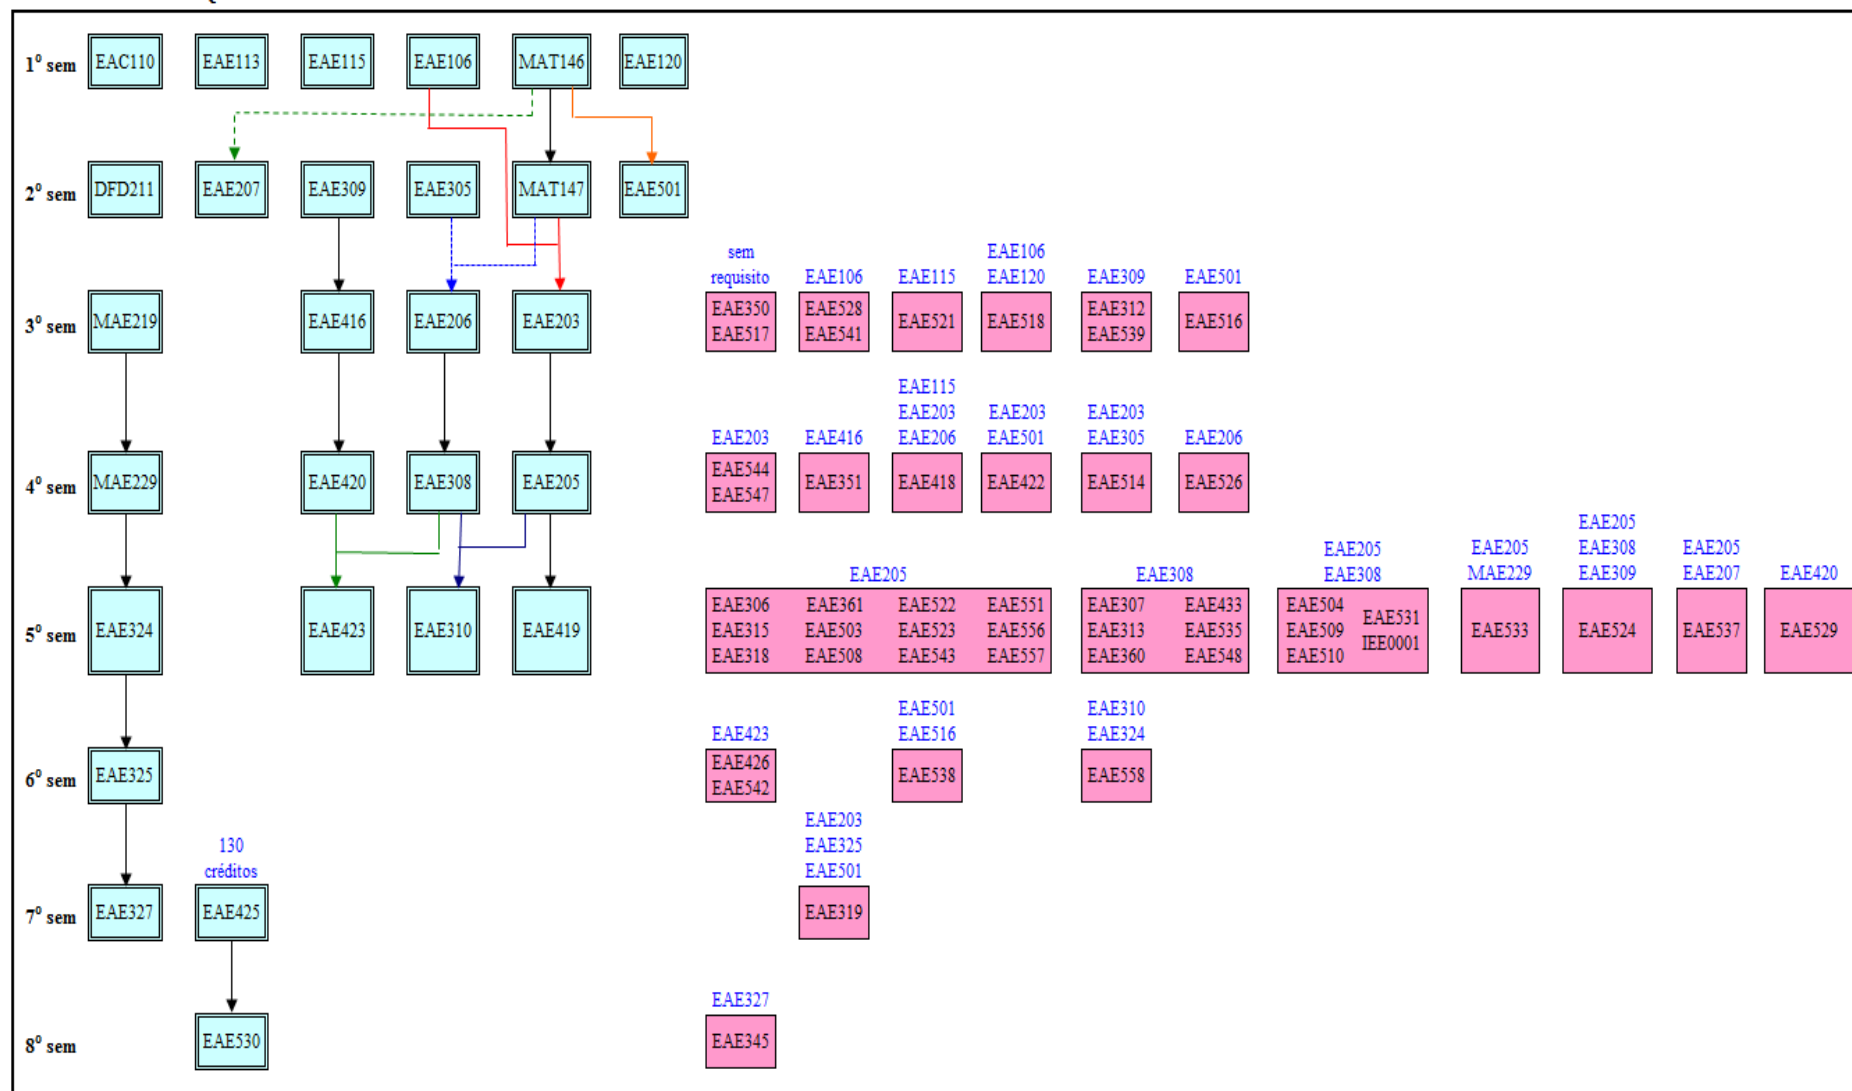 1º sem
EAC110
EAE113
EAE115
EAE106
MAT146
EAE120
2º sem
DFD211
EAE207
EAE309
EAE305
MAT147
EAE501
sem
requisito
EAE106
EAE115
EAE106
EAE120
EAE309
EAE501
3º sem
MAE219
EAE416
EAE206
EAE203
EAE350
EAE517
EAE528
EAE541
EAE521
EAE518
EAE312
EAE539
EAE516
EAE203
EAE416
EAE115
EAE203
EAE206
EAE203
EAE501
EAE203
EAE305
EAE206
4º sem
MAE229
EAE420
EAE308
EAE205
EAE544
EAE547
EAE351
EAE418
EAE422
EAE514
EAE526
EAE205
EAE308
EAE205
EAE308
EAE205
MAE229
EAE205
EAE308
EAE309
EAE205
EAE207
EAE420
5º sem
EAE324
EAE423
EAE310
EAE419
EAE306 EAE361 EAE522 EAE551
EAE315 EAE503 EAE523 EAE556
EAE318 EAE508 EAE543 EAE557
EAE307 EAE433
EAE313 EAE535
EAE360 EAE548
EAE504
EAE509
EAE510
EAE531
IEE0001
EAE533
EAE524
EAE537
EAE529
EAE423
EAE501
EAE516
EAE310
EAE324
6º sem
EAE325
EAE426
EAE542
EAE538
EAE558
130
créditos
EAE203
EAE325
EAE501
7º sem
EAE327
EAE425
EAE319
EAE327
8º sem
EAE530
EAE345